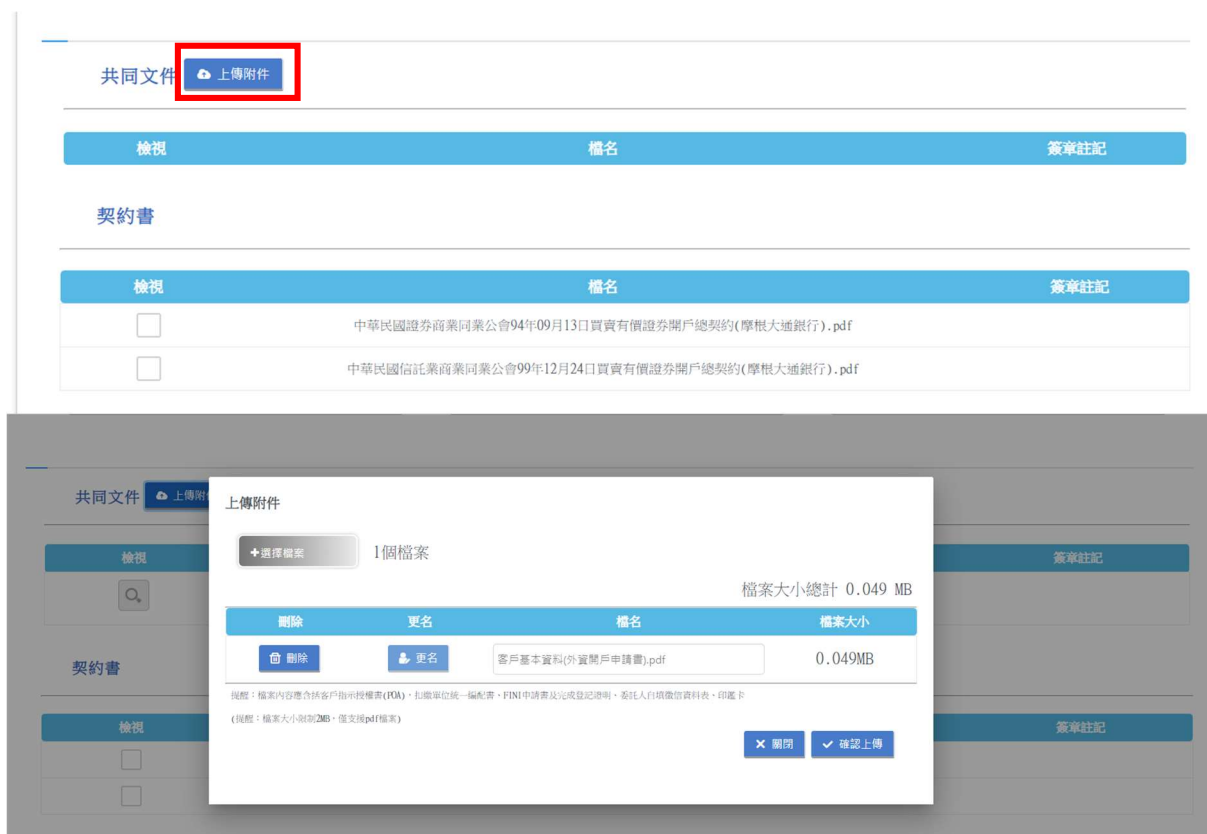 共同文件 上傳附件
檢視 檔名 簽章註記
契約書
檢視 檔名 簽章註記
中華民國證券商業同業公會94年09月13日買賣有價證券開戶總契約(摩根大通銀行).pdf
中華民國信託業商業同業公會99年12月24日買賣有價證券開戶總契約(摩根大通銀行).pdf
共同文件 上傳附
檢視 簽章註記
契約書
檢視 簽章註記
上傳附件
+選擇檔案 1個檔案
檔案大小總計 0.049 MB
刪除 更名 檔名 檔案大小
刪除 更名 客戶基本資料(外資開戶申請書).pdf 0.049MB
提醒：檔案內容應含括客戶指示授權書(POA)、扣繳單位統一編配書、FINI申請書及完成登記證明、委託人自填徵信資料表、印鑑卡
(提醒：檔案大小限制2MB，僅支援pdf檔案)
關閉 確認上傳